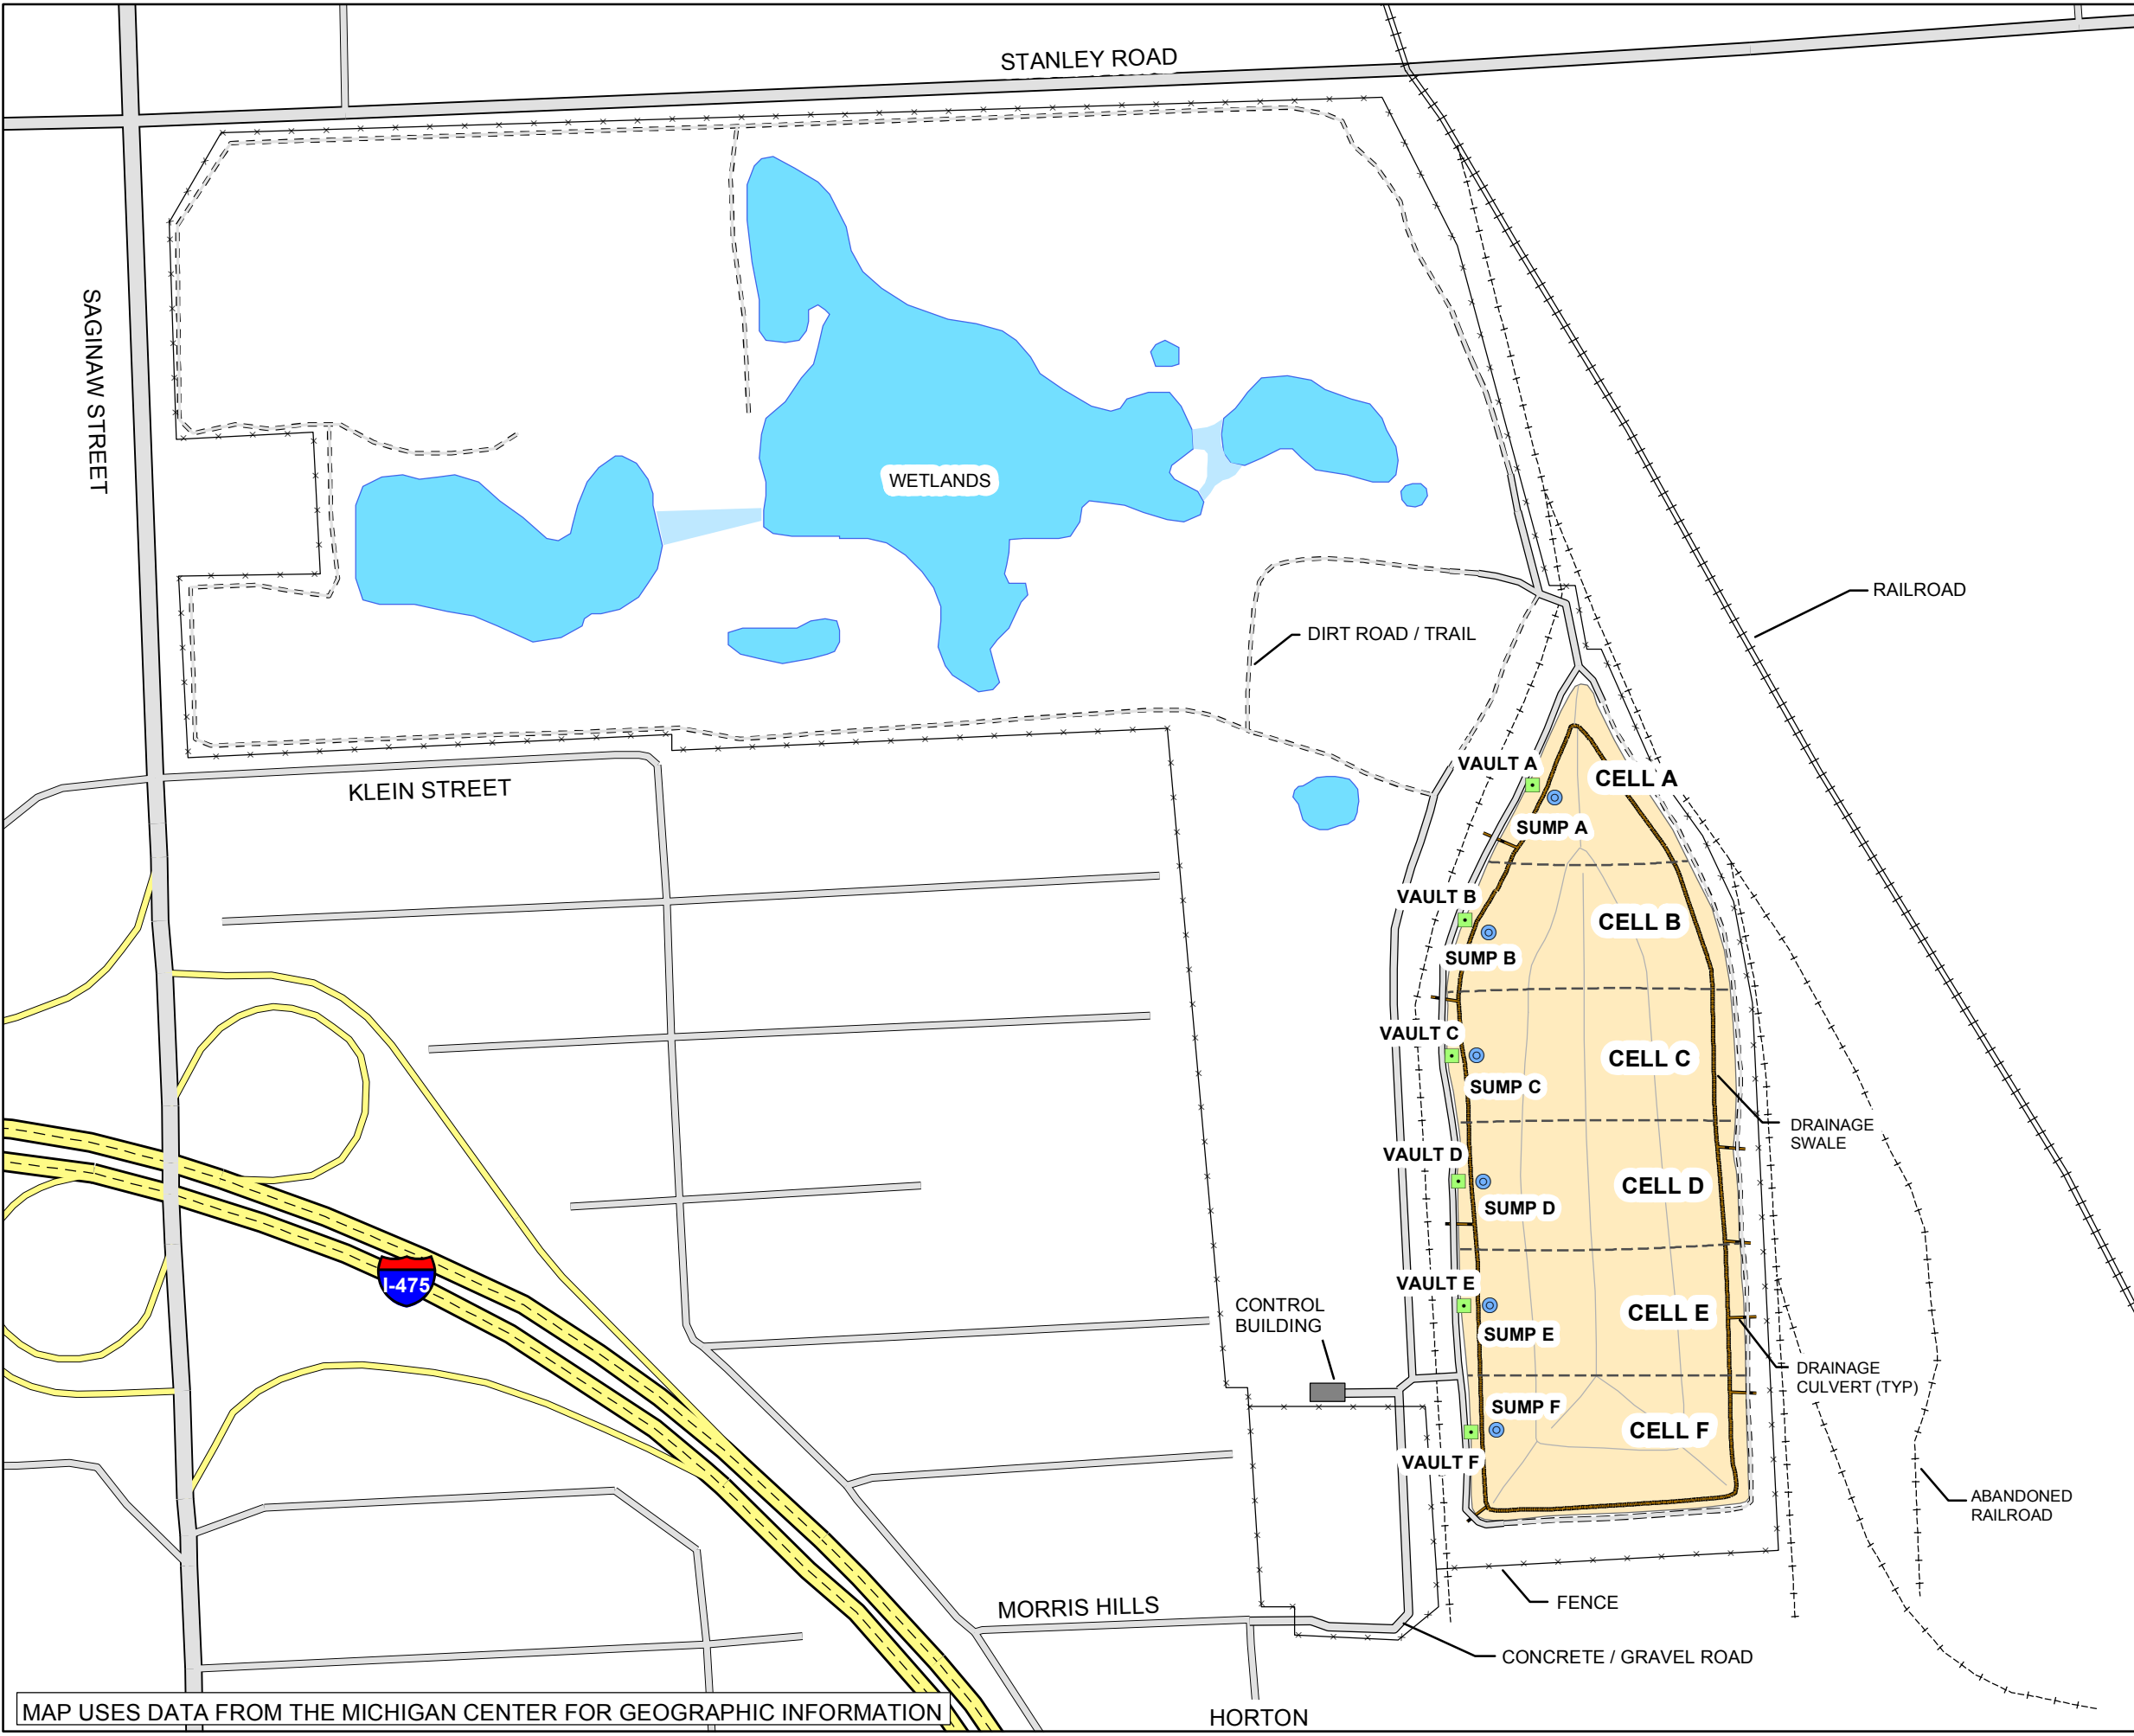 STANLEY ROAD
SAGINAW STREET
WETLANDS
RAILROAD
DIRT ROAD / TRAIL
KLEIN STREET
VAULT A
CELL A
SUMP A
VAULT B
CELL B
SUMP B
VAULT C
CELL C
SUMP C
DRAINAGE
SWALE
VAULT D
CELL D
SUMP D
I-475
VAULT E
CELL E
SUMP E
CONTROL
BUILDING
DRAINAGE
CULVERT (TYP)
SUMP F
CELL F
VAULT F
ABANDONED
RAILROAD
FENCE
MORRIS HILLS
CONCRETE / GRAVEL ROAD
MAP USES DATA FROM THE MICHIGAN CENTER FOR GEOGRAPHIC INFORMATION
HORTON